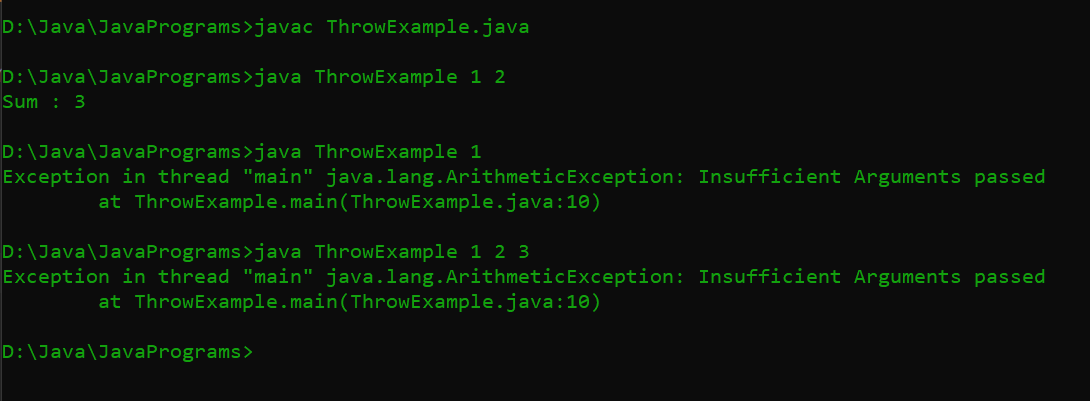 D:\Java\JavaPrograms>javac ThrowExample.java
D:\Java\JavaPrograms>java ThrowExample 1 2
Sum : 3
D:\Java\JavaPrograms>java ThrowExample 1
Exception in thread "main" java.lang.ArithmeticException: Insufficient Arguments passed
        at ThrowExample.main(ThrowExample.java:10)
D:\Java\JavaPrograms>java ThrowExample 1 2 3
Exception in thread "main" java.lang.ArithmeticException: Insufficient Arguments passed
        at ThrowExample.main(ThrowExample.java:10)
D:\Java\JavaPrograms>